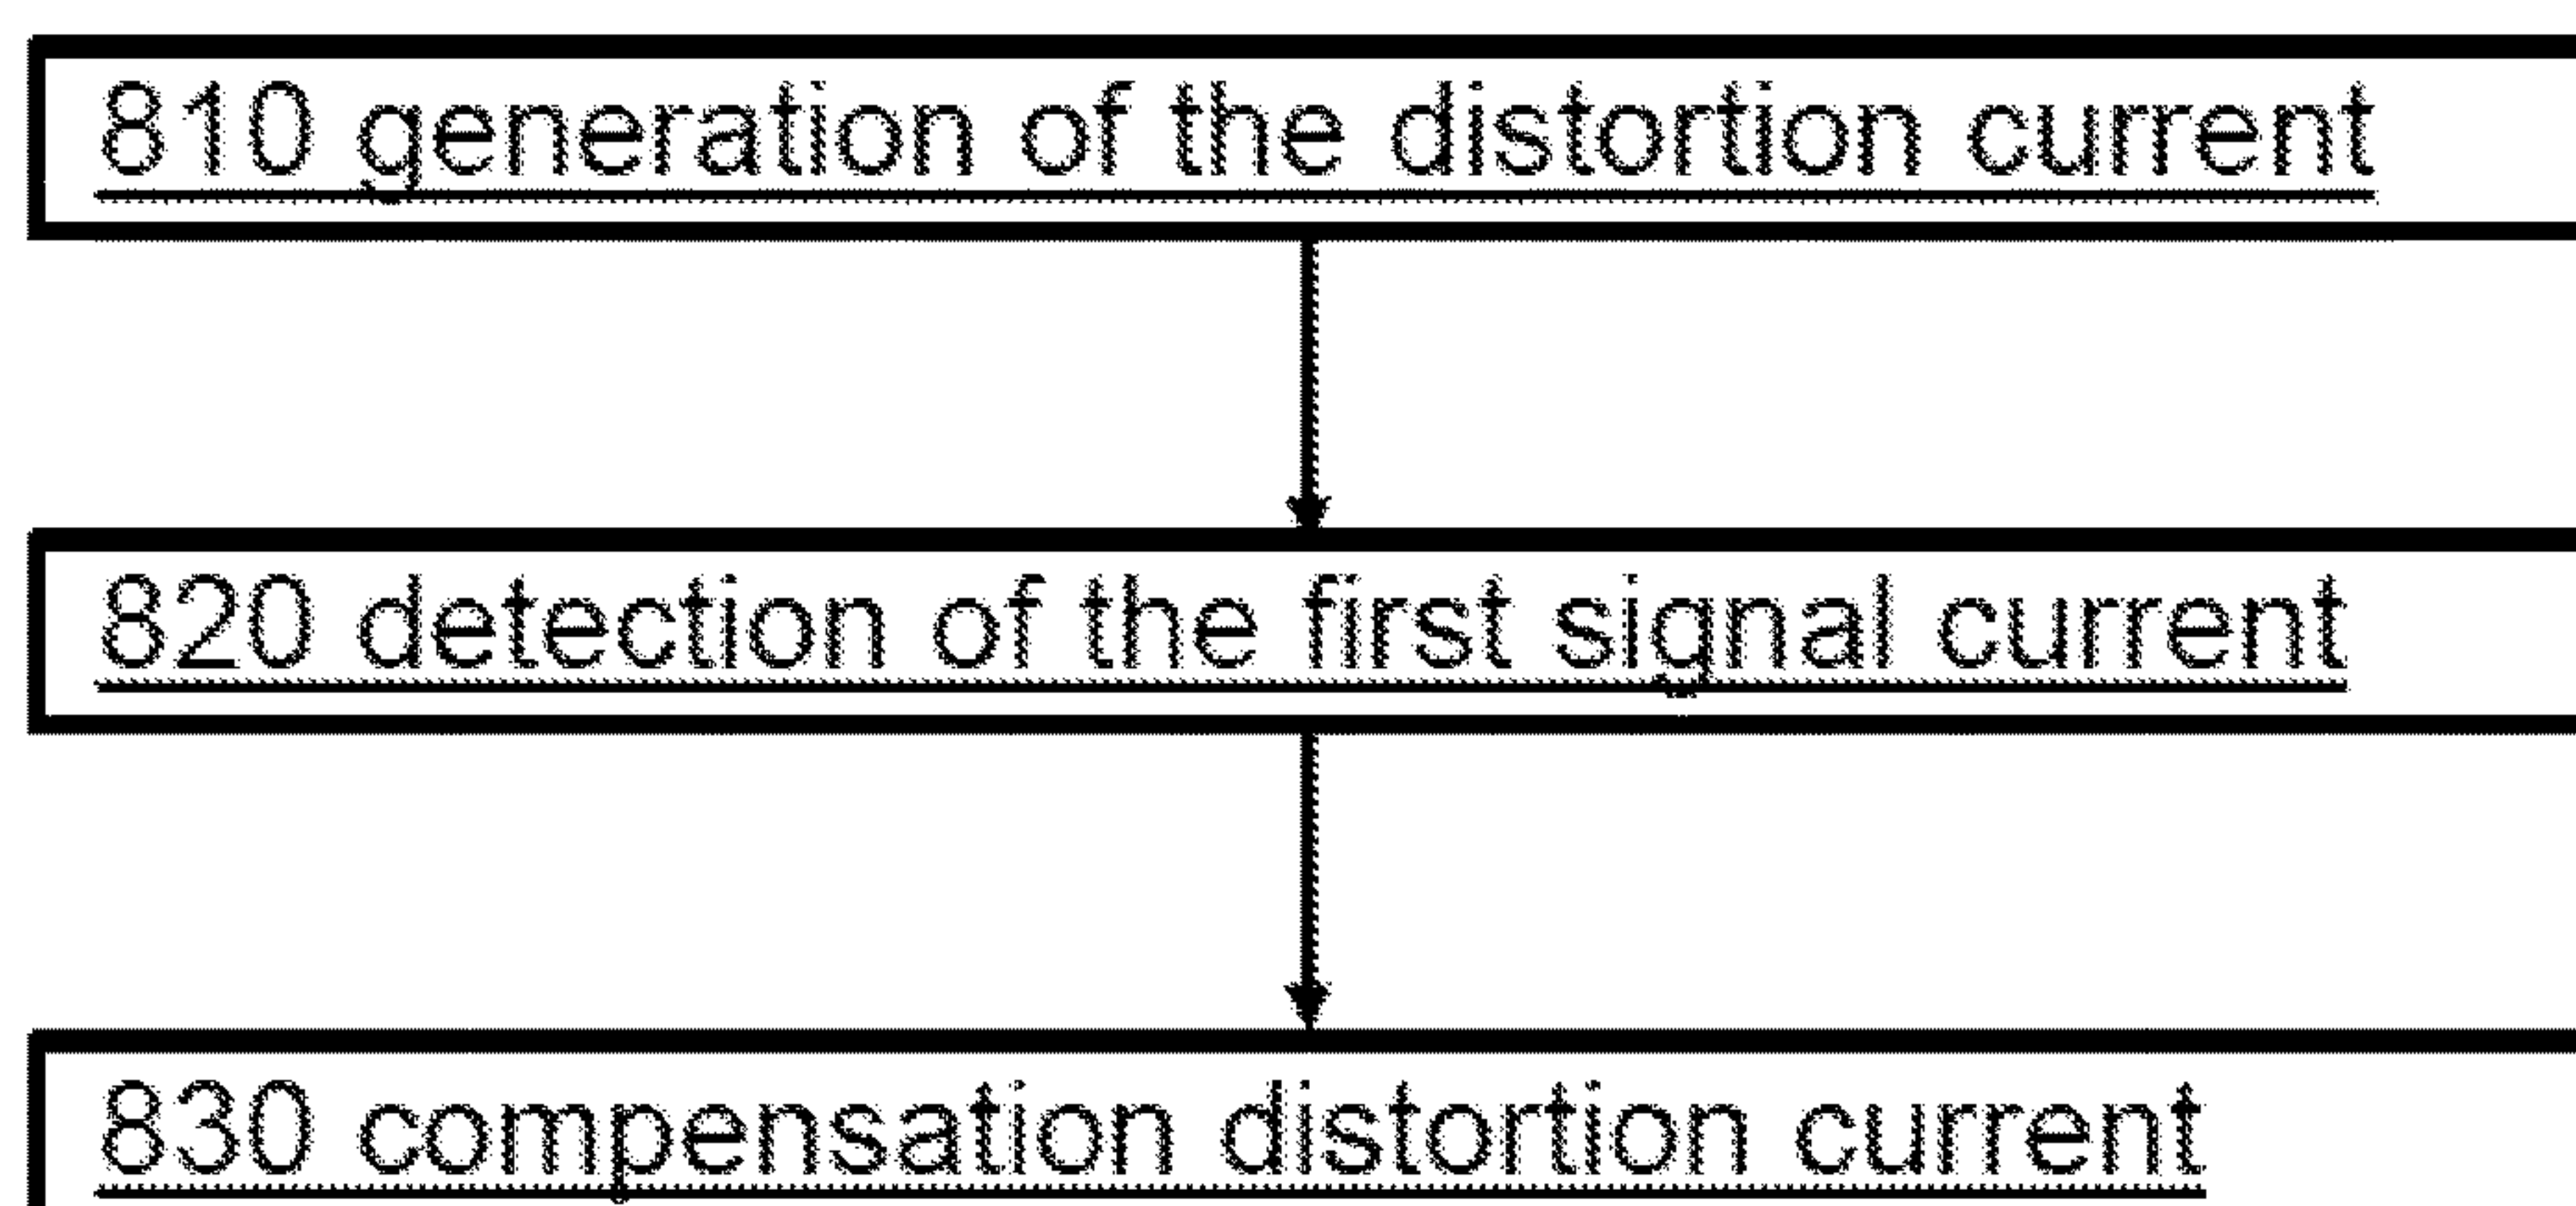 810 generation of the distortion current
820 detection of the first signal current
830 compensation distortion current